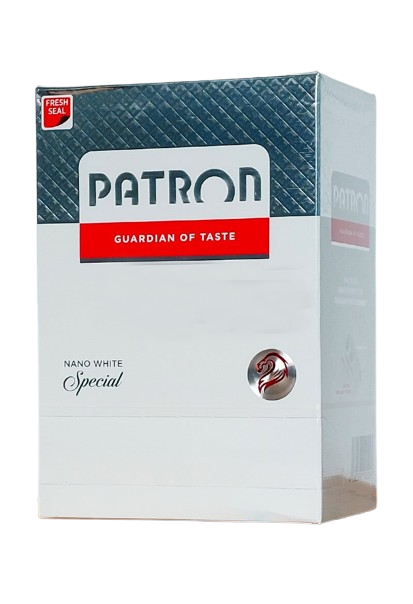 FRESH
SEAL
PATRON
GUARDIAN OF TASTE
NANO WHITE
Special
PATRON